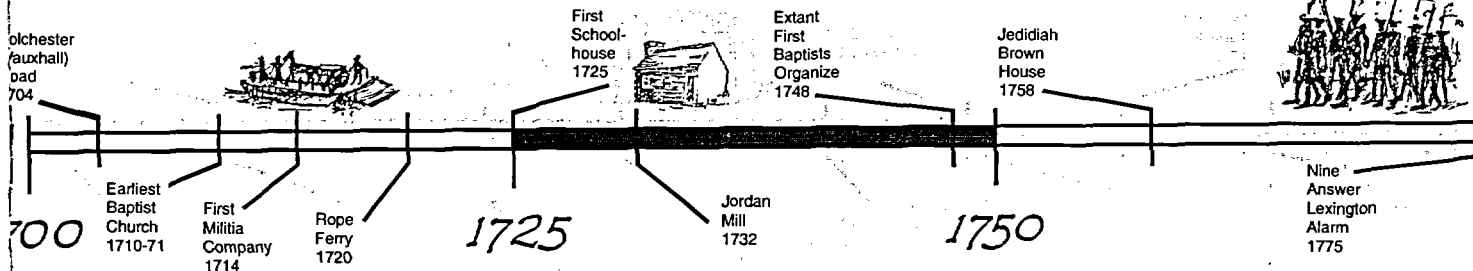 olchester
auxhall)
oad
704
First
School-
house
1725
Extant
First
Baptists
Organize
1748
Jedidiah
Brown
House
1758
Earliest
Baptist
Church
1710-71
First
Militia
Company
1714
Rope
Ferry
1720
Jordan
Mill
1732
Nine
Answer
Lexington
Alarm
1775
700
1725
1750